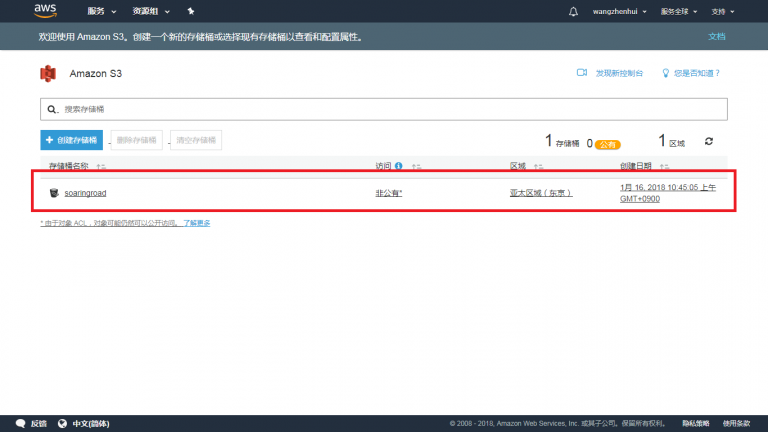 aws 服务 资源组 wangzhenhui 服务全球 支持
欢迎使用 Amazon S3。创建一个新的存储桶或选择现有存储桶以查看和配置属性。 文档
Amazon S3 发现新控制台 您是否知道？
搜索存储桶
+ 创建存储桶 删除存储桶 清空存储桶 1 存储桶 0 公有 1 区域
存储桶名称 访问 区域 创建日期
soaringroad 非公有* 亚太区域（东京） 1月 16, 2018 10:45:05 上午
GMT+0900
* 由于对象 ACL，对象可能仍然可以公开访问。 了解更多
反馈 中文(简体) © 2008 - 2018, Amazon Web Services, Inc. 或其子公司。保留所有权利。 隐私策略 使用条款